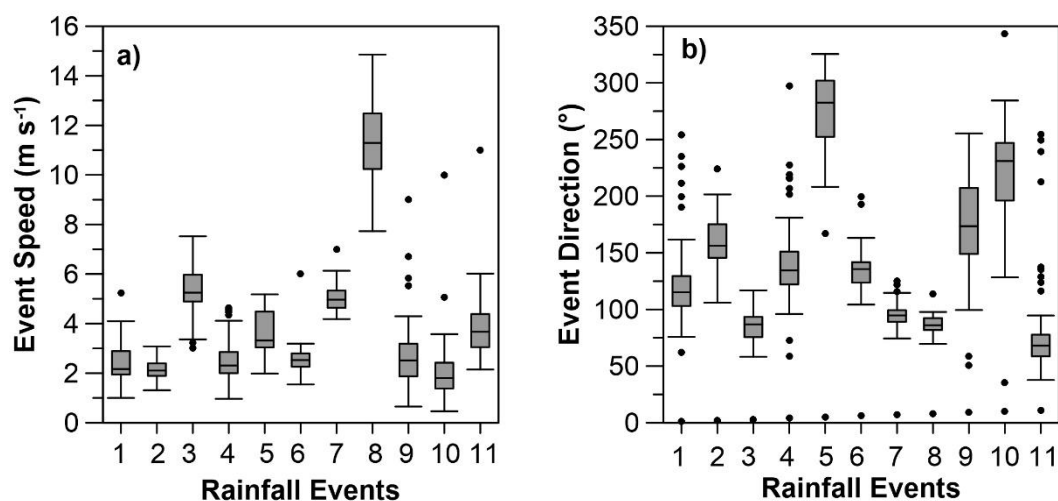 a)
Event Speed (m s⁻¹)
16
14
12
10
8
6
4
2
0
1 2 3 4 5 6 7 8 9 10 11
Rainfall Events
b)
Event Direction (°)
350
300
250
200
150
100
50
0
1 2 3 4 5 6 7 8 9 10 11
Rainfall Events